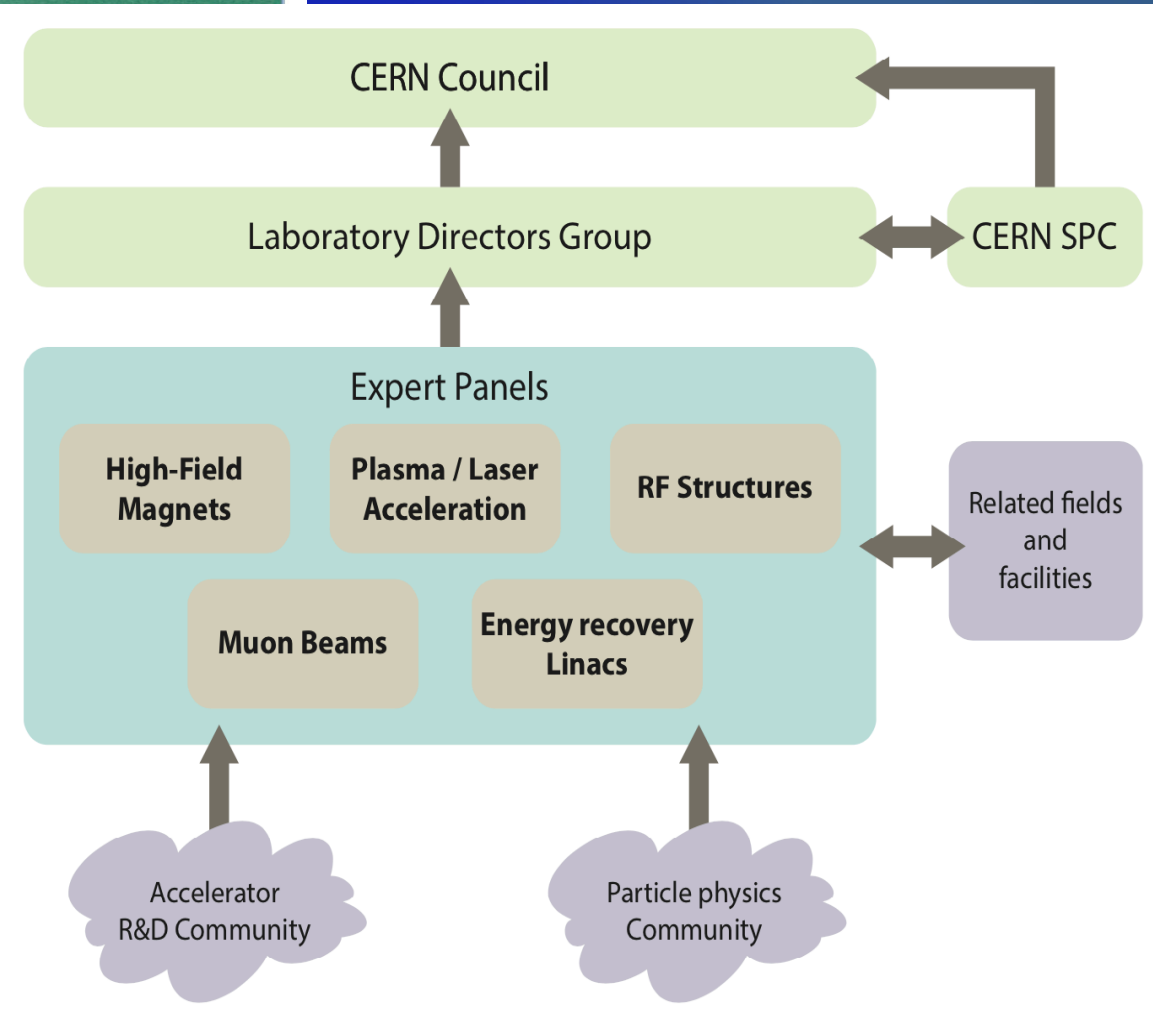 CERN Council
Laboratory Directors Group
CERN SPC
Expert Panels
High-Field
Magnets
Plasma / Laser
Acceleration
RF Structures
Related fields
and
facilities
Muon Beams
Energy recovery
Linacs
Accelerator
R&D Community
Particle physics
Community